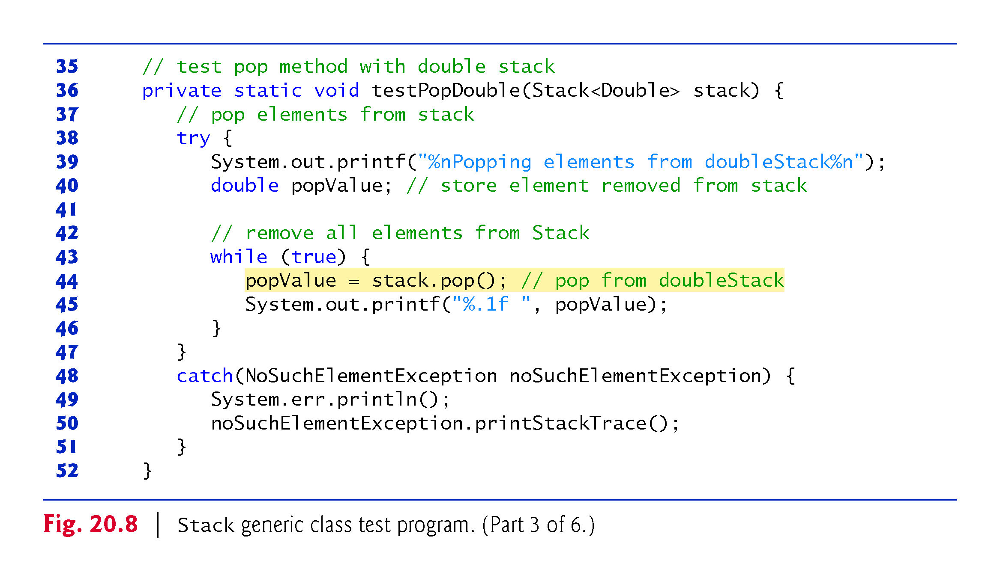 35 // test pop method with double stack
36 private static void testPopDouble(Stack<Double> stack) {
37 // pop elements from stack
38 try {
39 System.out.printf("%nPopping elements from doubleStack%n");
40 double popValue; // store element removed from stack
41
42 // remove all elements from Stack
43 while (true) {
44 popValue = stack.pop(); // pop from doubleStack
45 System.out.printf("%.1f ", popValue);
46 }
47 }
48 catch(NoSuchElementException noSuchElementException) {
49 System.err.println();
50 noSuchElementException.printStackTrace();
51 }
52 }
Fig. 20.8 | Stack generic class test program. (Part 3 of 6.)